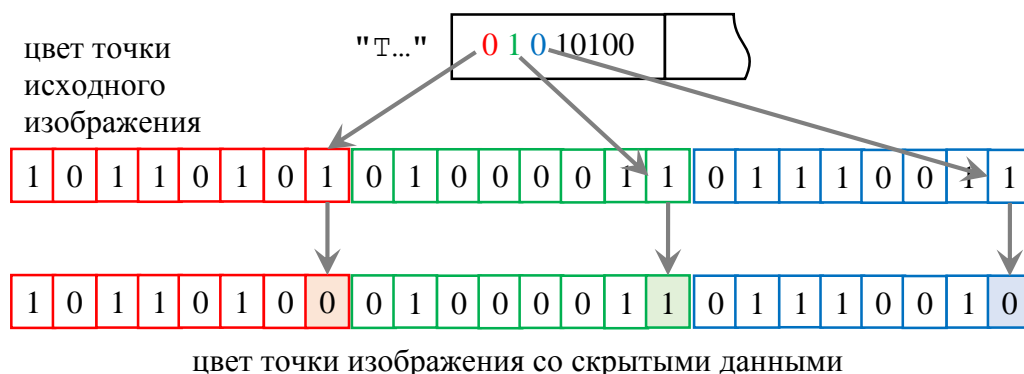 цвет точки
исходного
изображения
"Т…" 0 1 0 10100
1 0 1 1 0 1 0 1 0 1 0 0 0 0 1 1 0 1 1 1 0 0 1 1
1 0 1 1 0 1 0 0 0 1 0 0 0 0 1 1 0 1 1 1 0 0 1 0
цвет точки изображения со скрытыми данными